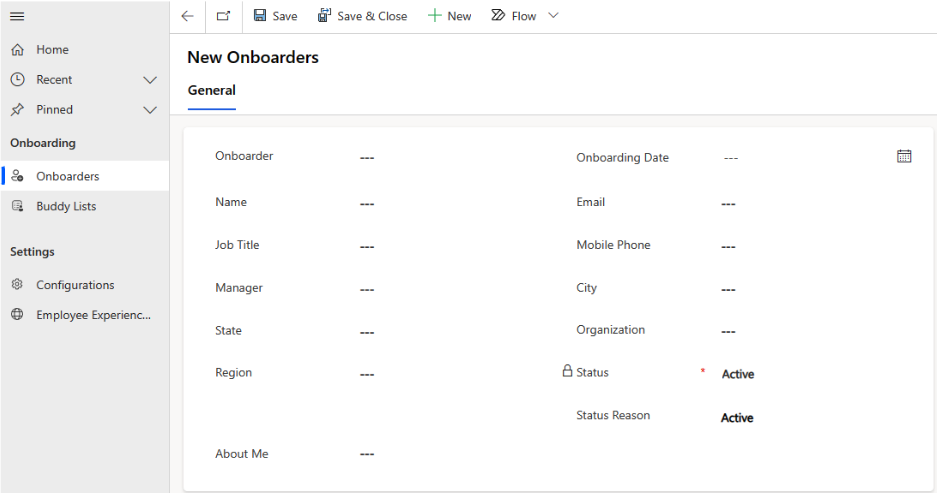 Save
Save & Close
New
Flow
Home
Recent
Pinned
Onboarding
Onboarders
Buddy Lists
Settings
Configurations
Employee Experienc...
New Onboarders
General
Onboarder ---
Onboarding Date ---
Name ---
Email ---
Job Title ---
Mobile Phone ---
Manager ---
City ---
State ---
Organization ---
Region ---
Status * Active
Status Reason Active
About Me ---